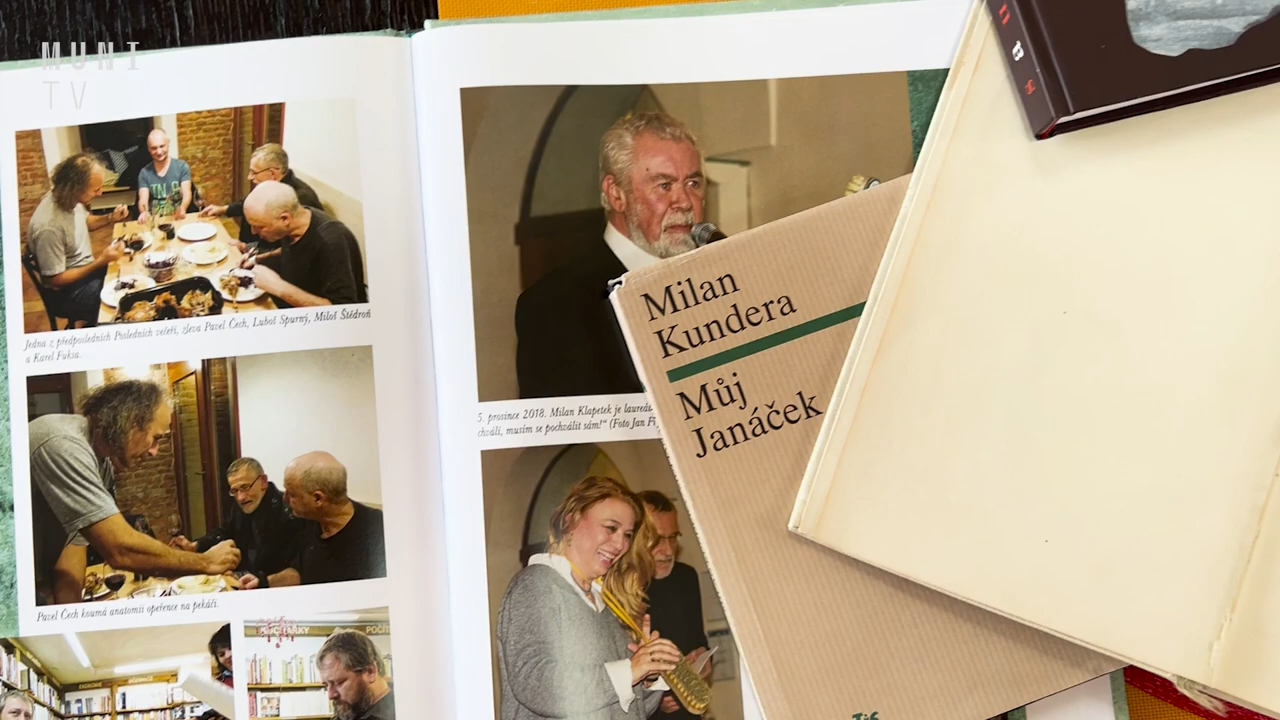 MUNI
TV
Jedna z předposledních Posledních večeří, zleva Pavel Čech, Luboš Spurný, Miloš Štědroň
a Karel Fuksa.
Pavel Čech koumá anatomii opeřence na pekáči.
5. prosince 2018. Milan Klapetek je laureát
chválí, musím se pochválit sám!“ (Foto Jan
Milan
Kundera
Můj
Janáček